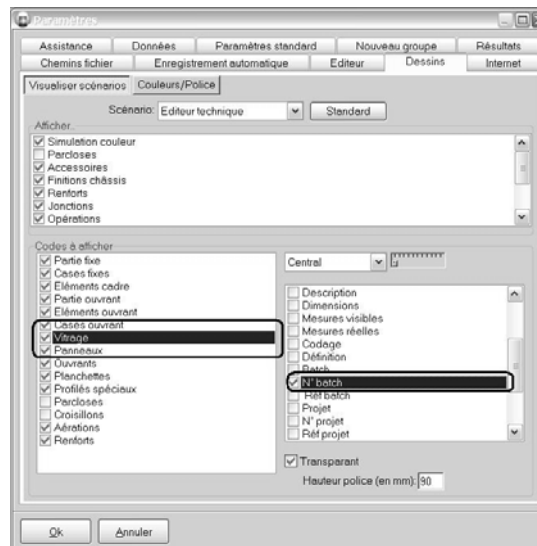 Paramètres
Assistance Données Paramètres standard Nouveau groupe Résultats
Chemins fichier Enregistrement automatique Editeur Dessins Internet
Visualiser scénarios Couleurs/Police
Scénario: Editeur technique Standard
Afficher..
Simulation couleur
Parcloses
Accessoires
Finitions châssis
Renforts
Jonctions
Opérations
Codes à afficher
Partie fixe
Cases fixes
Eléments cadre
Partie ouvrant
Eléments ouvrant
Cases ouvrant
Vitrage
Panneaux
Ouvrants
Planchettes
Profilés spéciaux
Parcloses
Croisillons
Aérations
Renforts
Central
Description
Dimensions
Mesures visibles
Mesures réelles
Codage
Définition
Batch
N° batch
Réf batch
Projet
N° projet
Réf projet
Transparant
Hauteur police (en mm): 90
Ok Annuler